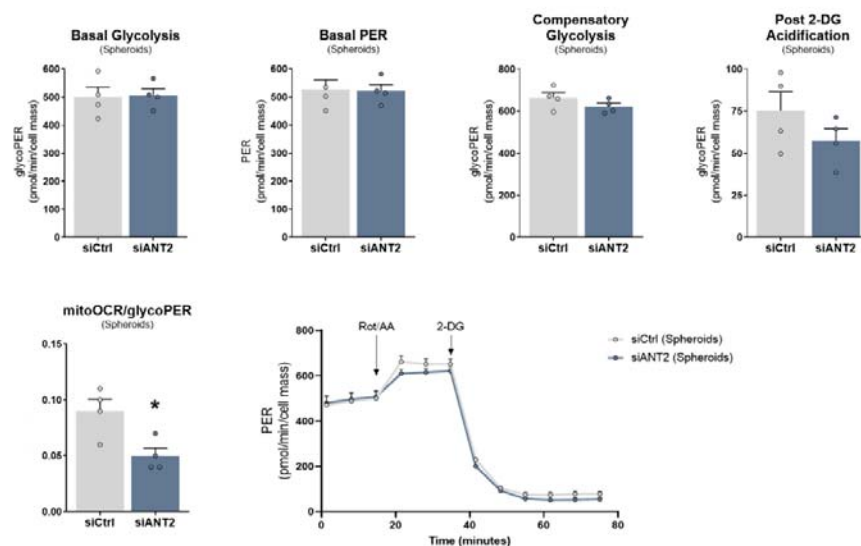 Basal Glycolysis
(Spheroids)
glycoPER
(pmol/min/cell mass)
600
500
400
300
200
100
0
siCtrl siANT2
Basal PER
(Spheroids)
PER
(pmol/min/cell mass)
600
500
400
300
200
100
0
siCtrl siANT2
Compensatory
Glycolysis
(Spheroids)
glycoPER
(pmol/min/cell mass)
800
600
400
200
0
siCtrl siANT2
Post 2-DG
Acidification
(Spheroids)
glycoPER
(pmol/min/cell mass)
100
75
50
25
0
siCtrl siANT2
mitoOCR/glycoPER
(Spheroids)
0.15
0.10
0.05
0.00
*
siCtrl siANT2
Rot/AA 2-DG
PER
(pmol/min/cell mass)
800
600
400
200
0
0 20 40 60 80
Time (minutes)
siCtrl (Spheroids)
siANT2 (Spheroids)